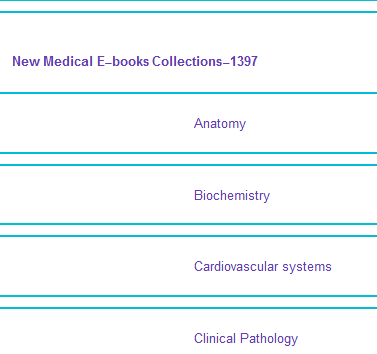 New Medical E–books Collections–1397
Anatomy
Biochemistry
Cardiovascular systems
Clinical Pathology